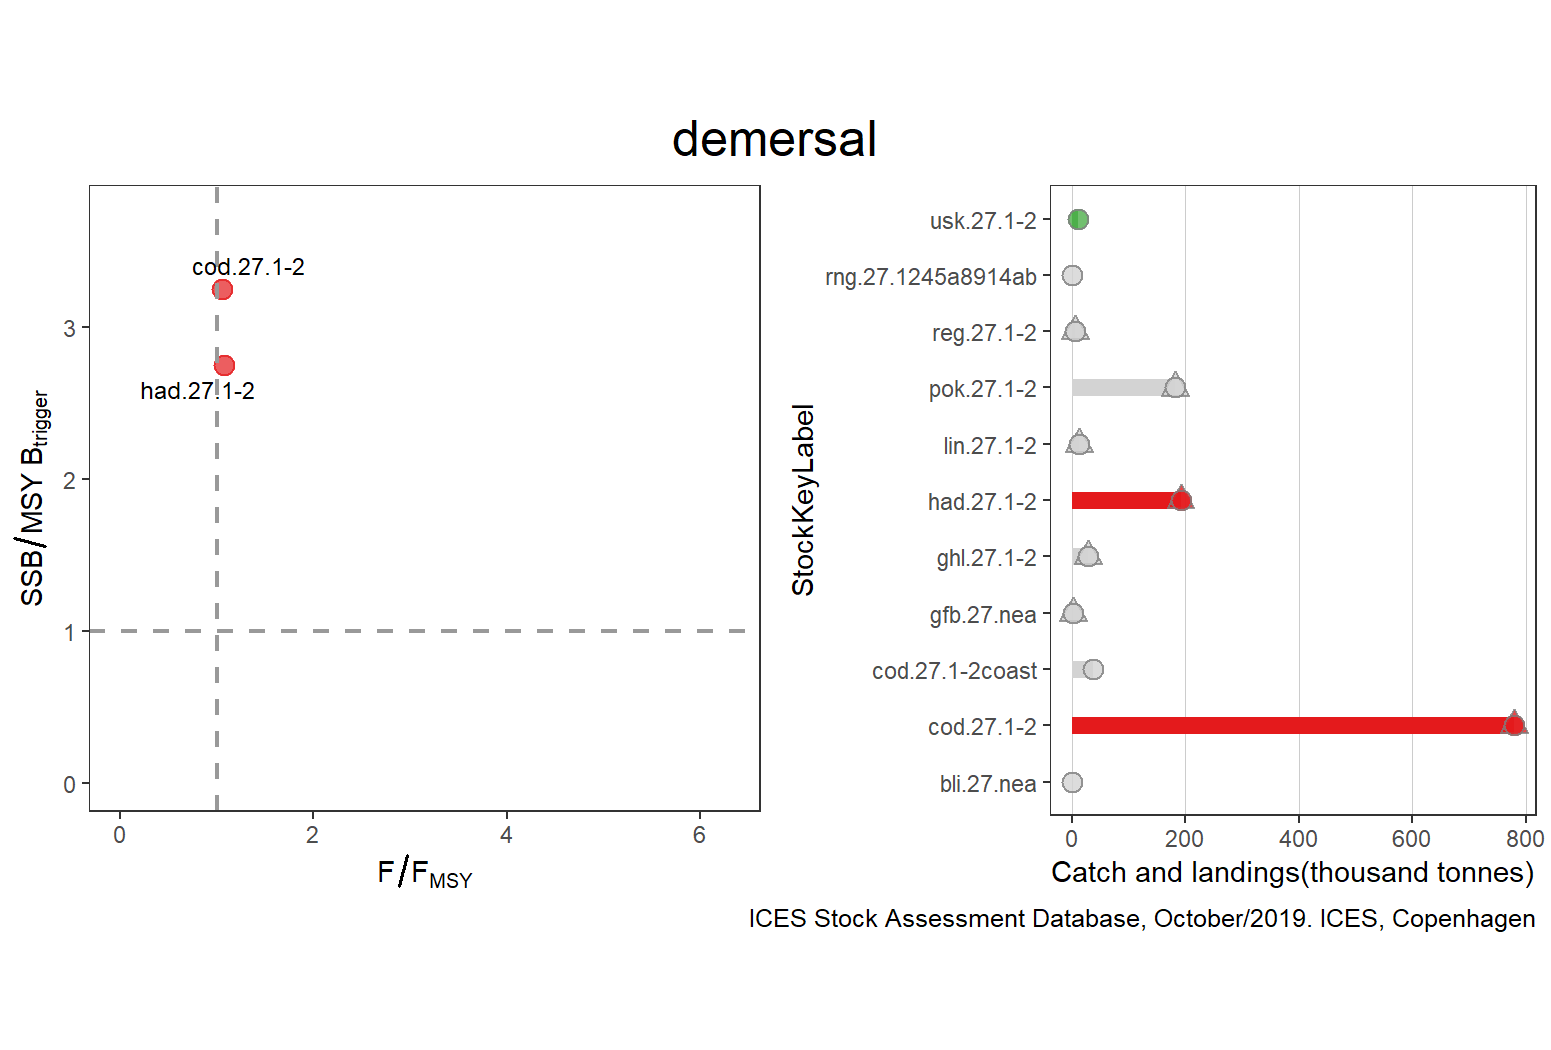 demersal
cod.27.1-2
had.27.1-2
3
2
1
0
0 2 4 6
SSB/MSY Btrigger
F/FMSY
StockKeyLabel
usk.27.1-2
rng.27.1245a8914ab
reg.27.1-2
pok.27.1-2
lin.27.1-2
had.27.1-2
ghl.27.1-2
gfb.27.nea
cod.27.1-2coast
cod.27.1-2
bli.27.nea
0 200 400 600 800
Catch and landings(thousand tonnes)
ICES Stock Assessment Database, October/2019. ICES, Copenhagen